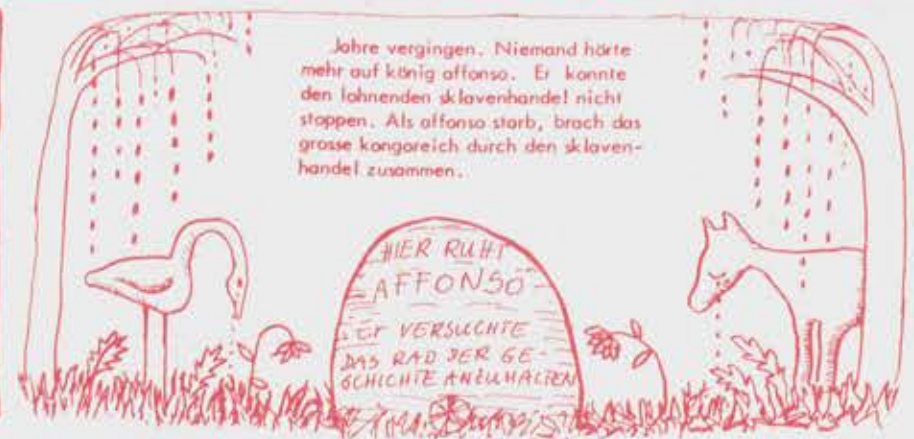 Jahre vergingen. Niemand hörte
mehr auf könig affonso. Er konnte
den lohnenden sklavenhandel nicht
stoppen. Als affonso starb, brach das
grosse kongoreich durch den sklaven-
handel zusammen.
HIER RUHT
AFFONSO
Er VERSUCHTE
DAS RAD DER GE-
SCHICHTE ANZUHALTEN